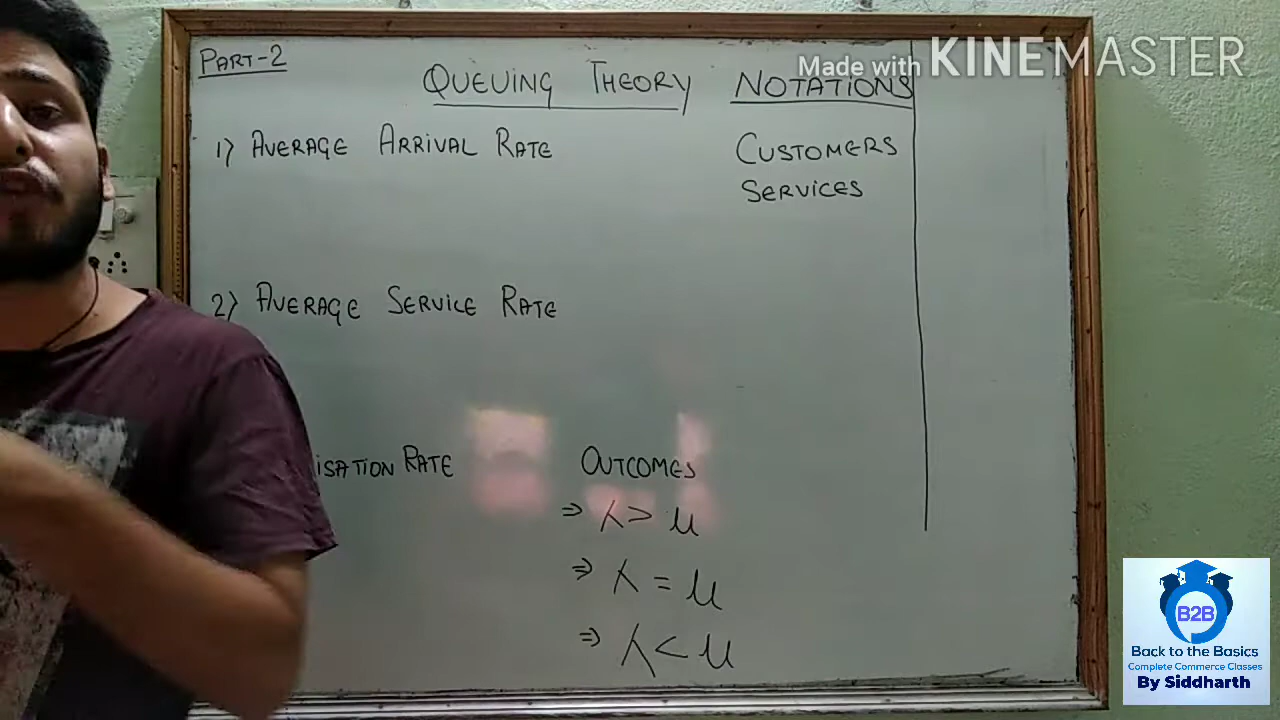 PART-2
QUEUING THEORY NOTATIONS
Made with KINEMASTER
1) AVERAGE ARRIVAL RATE
CUSTOMERS
SERVICES
2) AVERAGE SERVICE RATE
ISATION RATE
OUTCOMES
⇒ λ > μ
⇒ λ = μ
⇒ λ < μ
B2B
Back to the Basics
Complete Commerce Classes
By Siddharth